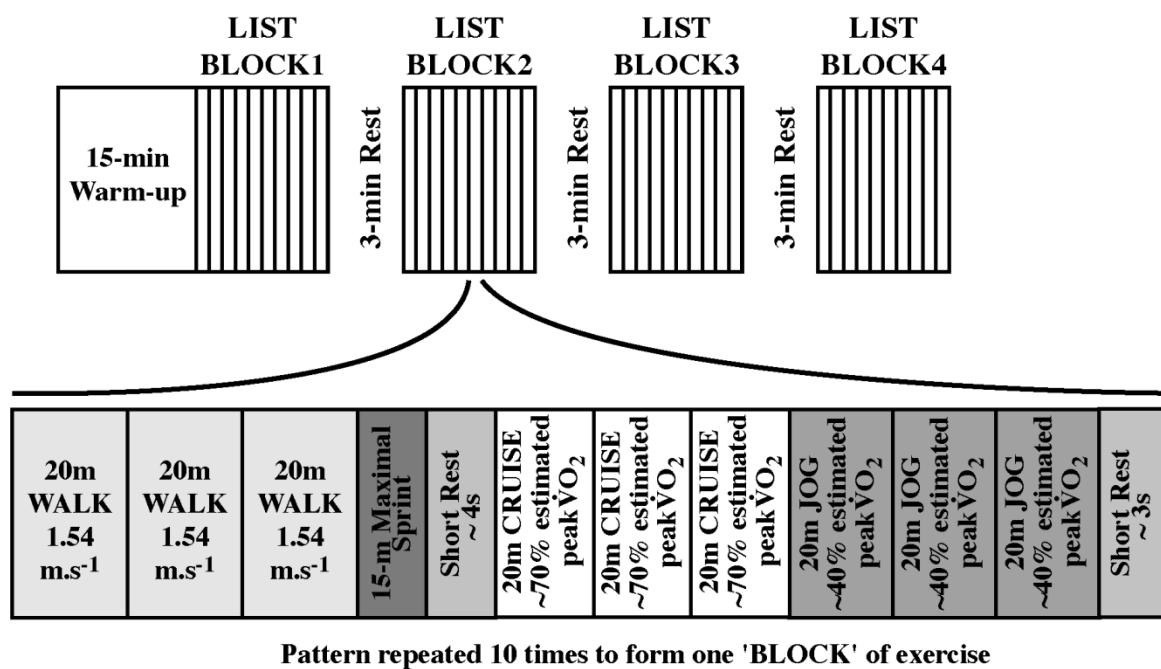 LIST
BLOCK1
LIST
BLOCK2
LIST
BLOCK3
LIST
BLOCK4
15-min
Warm-up
3-min Rest
3-min Rest
3-min Rest
20m
WALK
1.54
m.s⁻¹
20m
WALK
1.54
m.s⁻¹
20m
WALK
1.54
m.s⁻¹
15-m Maximal
Sprint
Short Rest
~ 4s
20m CRUISE
~70% estimated
peak V̇O₂
20m CRUISE
~70% estimated
peak V̇O₂
20m CRUISE
~70% estimated
peak V̇O₂
20m JOG
~40% estimated
peak V̇O₂
20m JOG
~40% estimated
peak V̇O₂
20m JOG
~40% estimated
peak V̇O₂
Short Rest
~ 3s
Pattern repeated 10 times to form one 'BLOCK' of exercise